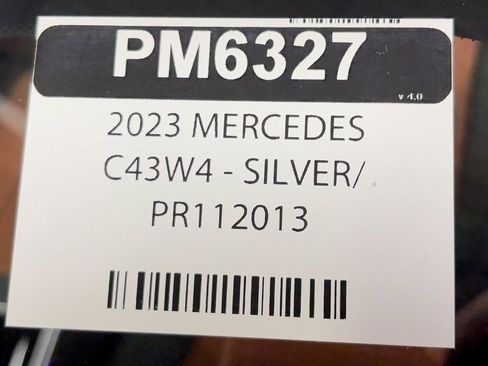 PM6327
v 4.0
2023 MERCEDES
C43W4 - SILVER/
PR112013